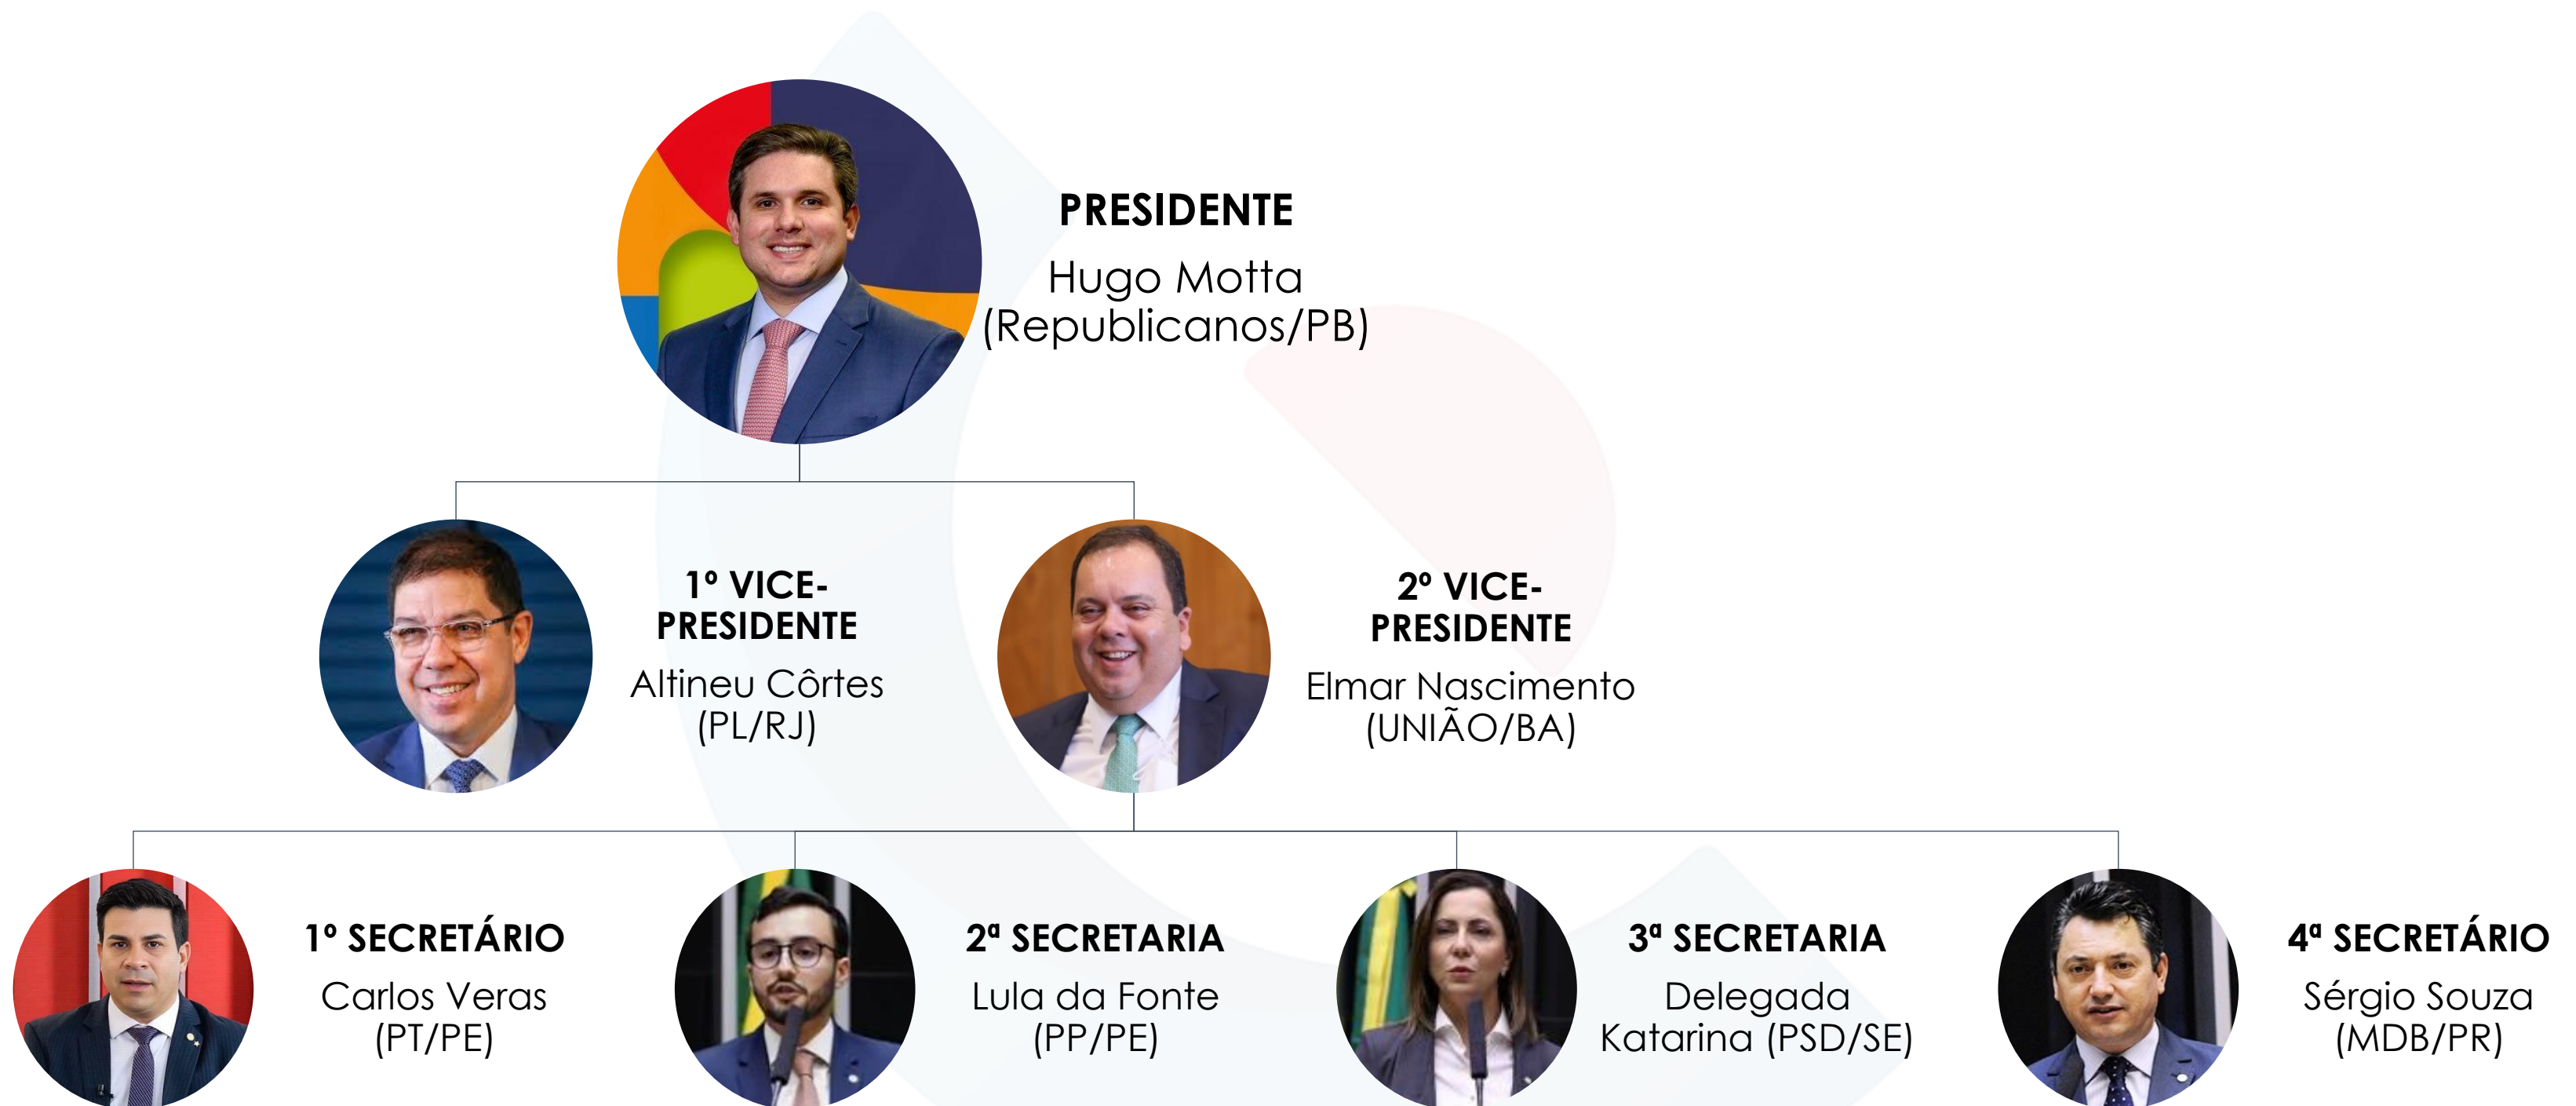 PRESIDENTE
Hugo Motta
(Republicanos/PB)
1º VICE-
PRESIDENTE
Altineu Côrtes
(PL/RJ)
2º VICE-
PRESIDENTE
Elmar Nascimento
(UNIÃO/BA)
1º SECRETÁRIO
Carlos Veras
(PT/PE)
2ª SECRETARIA
Lula da Fonte
(PP/PE)
3ª SECRETARIA
Delegada
Katarina (PSD/SE)
4ª SECRETÁRIO
Sérgio Souza
(MDB/PR)